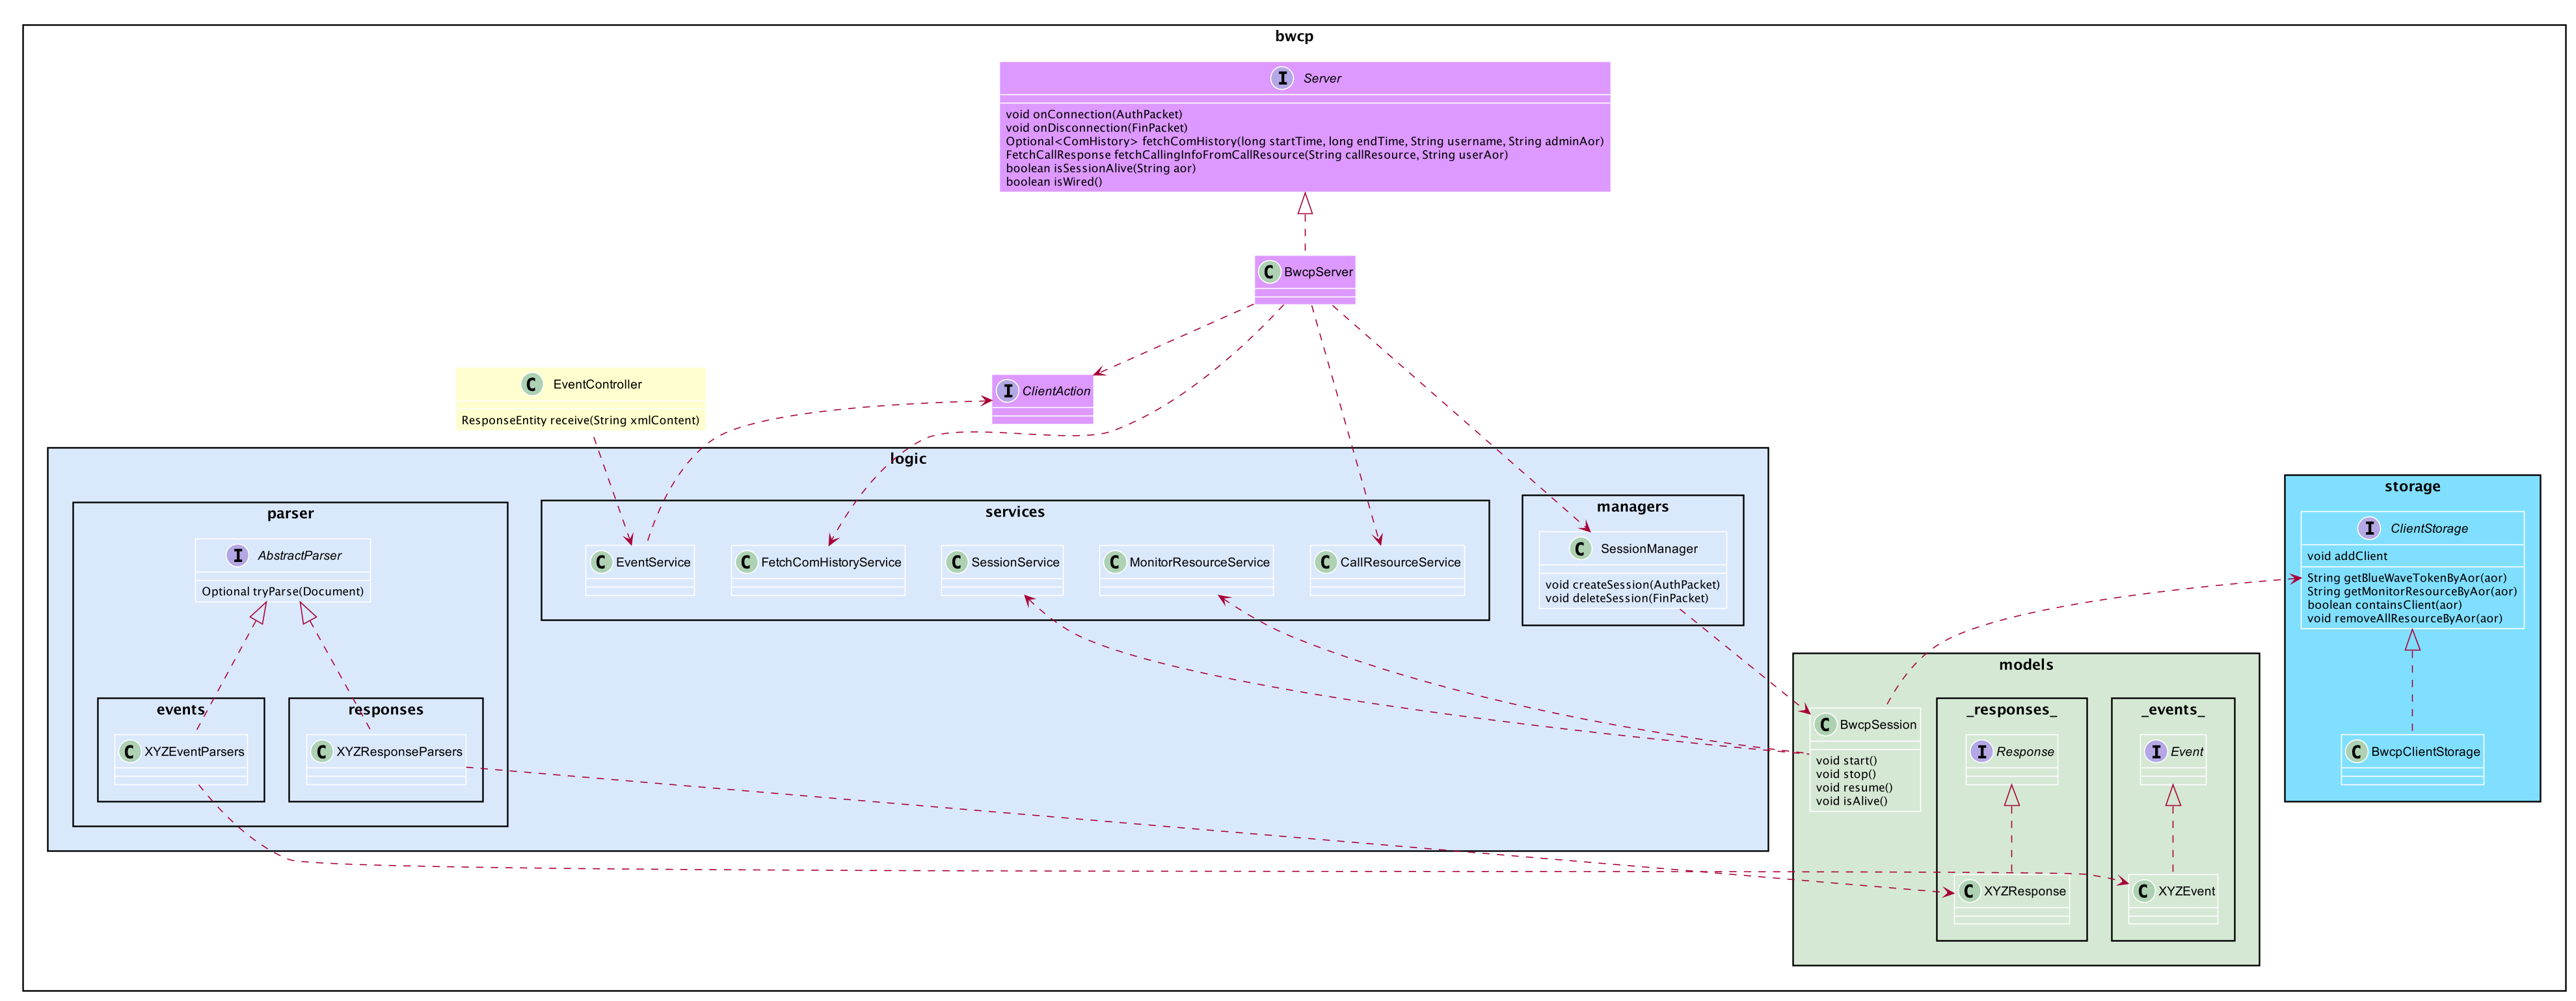 bwcp
I Server
void onConnection(AuthPacket)
void onDisconnection(FinPacket)
Optional<ComHistory> fetchComHistory(long startTime, long endTime, String username, String adminAor)
FetchCallResponse fetchCallingInfoFromCallResource(String callResource, String userAor)
boolean isSessionAlive(String aor)
boolean isWired()
C BwcpServer
C EventController
ResponseEntity receive(String xmlContent)
I ClientAction
logic
parser
I AbstractParser
Optional tryParse(Document)
events
C XYZEventParsers
responses
C XYZResponseParsers
services
C EventService
C FetchComHistoryService
C SessionService
C MonitorResourceService
C CallResourceService
managers
C SessionManager
void createSession(AuthPacket)
void deleteSession(FinPacket)
models
C BwcpSession
void start()
void stop()
void resume()
void isAlive()
_responses_
I Response
C XYZResponse
_events_
I Event
C XYZEvent
storage
I ClientStorage
void addClient
String getBlueWaveTokenByAor(aor)
String getMonitorResourceByAor(aor)
boolean containsClient(aor)
void removeAllResourceByAor(aor)
C BwcpClientStorage